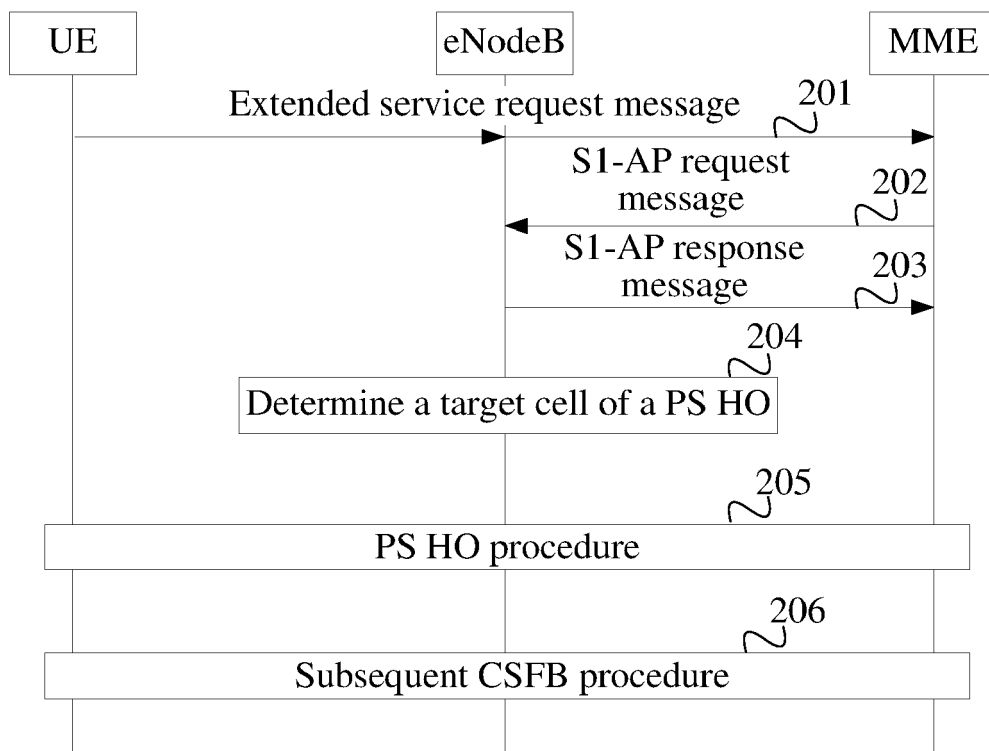 UE
eNodeB
MME
Extended service request message
201
S1-AP request
message
202
S1-AP response
message
203
204
Determine a target cell of a PS HO
205
PS HO procedure
206
Subsequent CSFB procedure